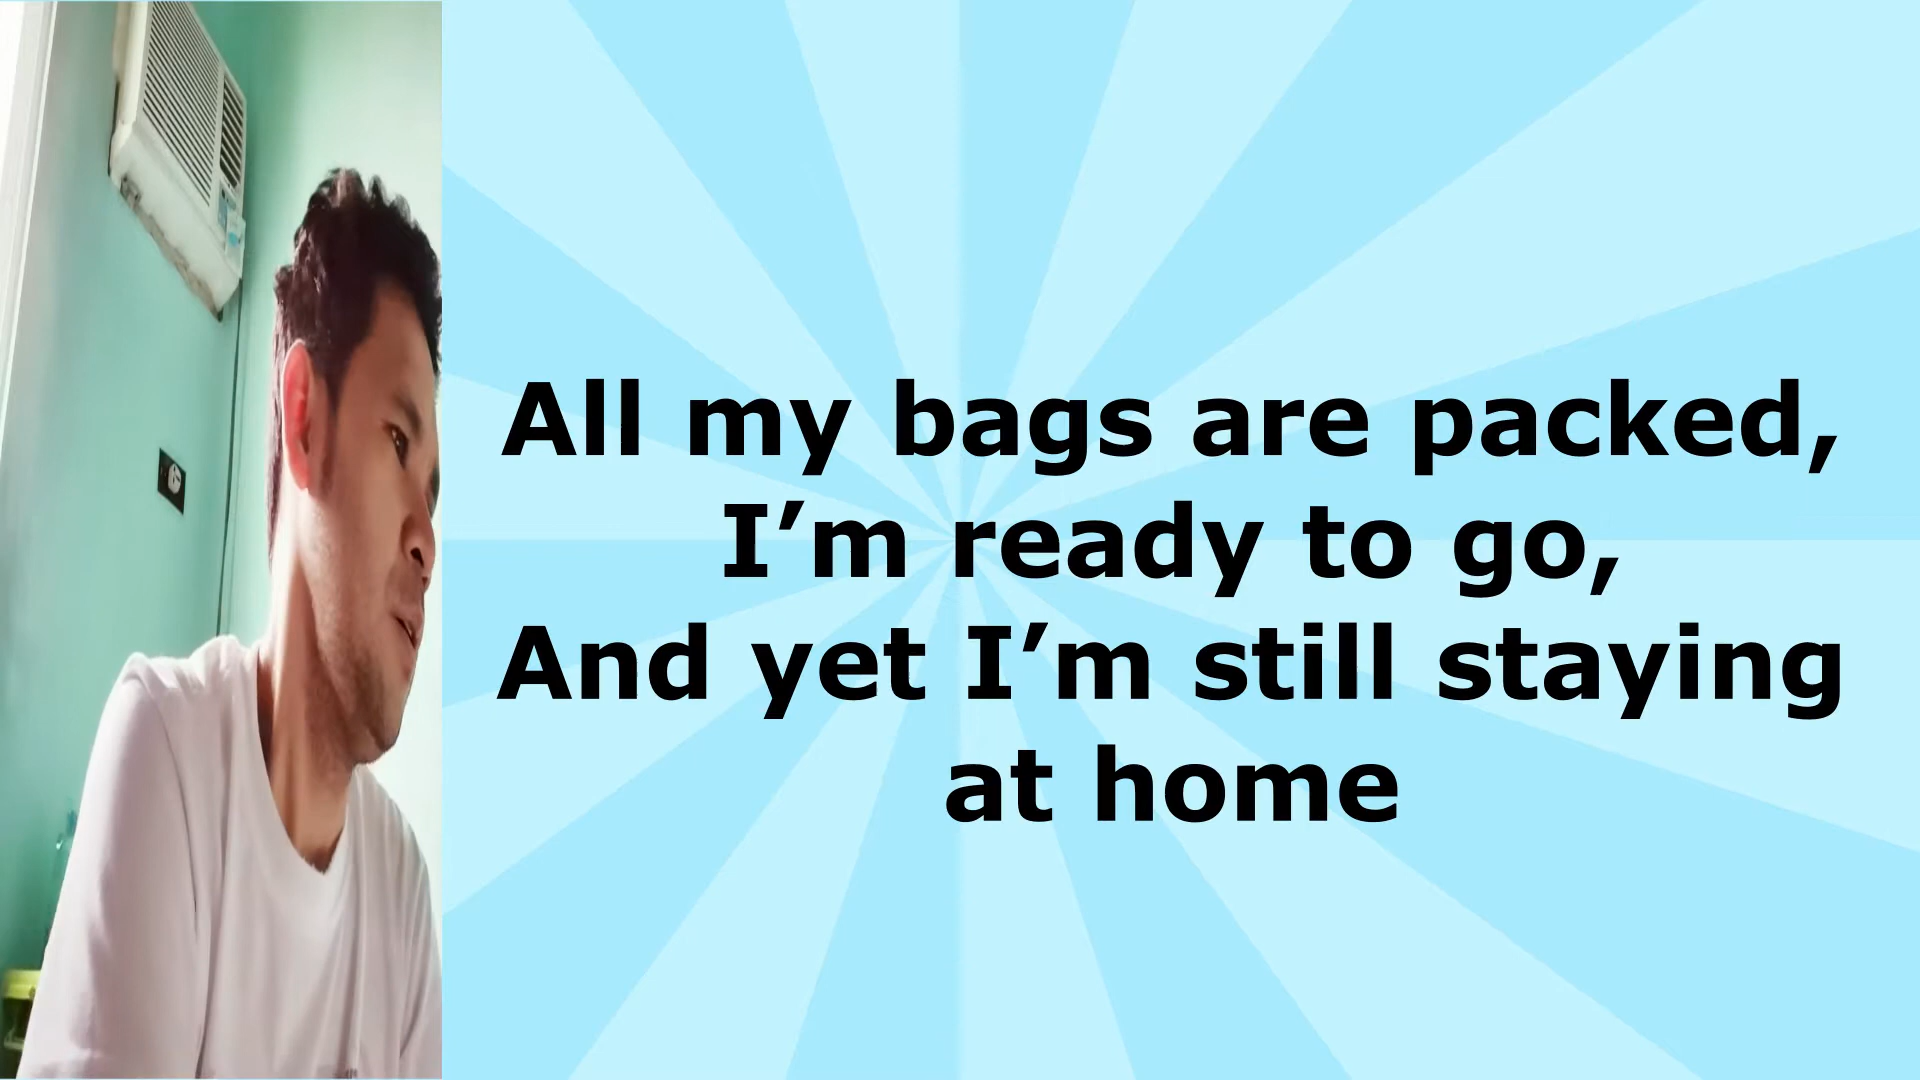 All my bags are packed,
I’m ready to go,
And yet I’m still staying
at home